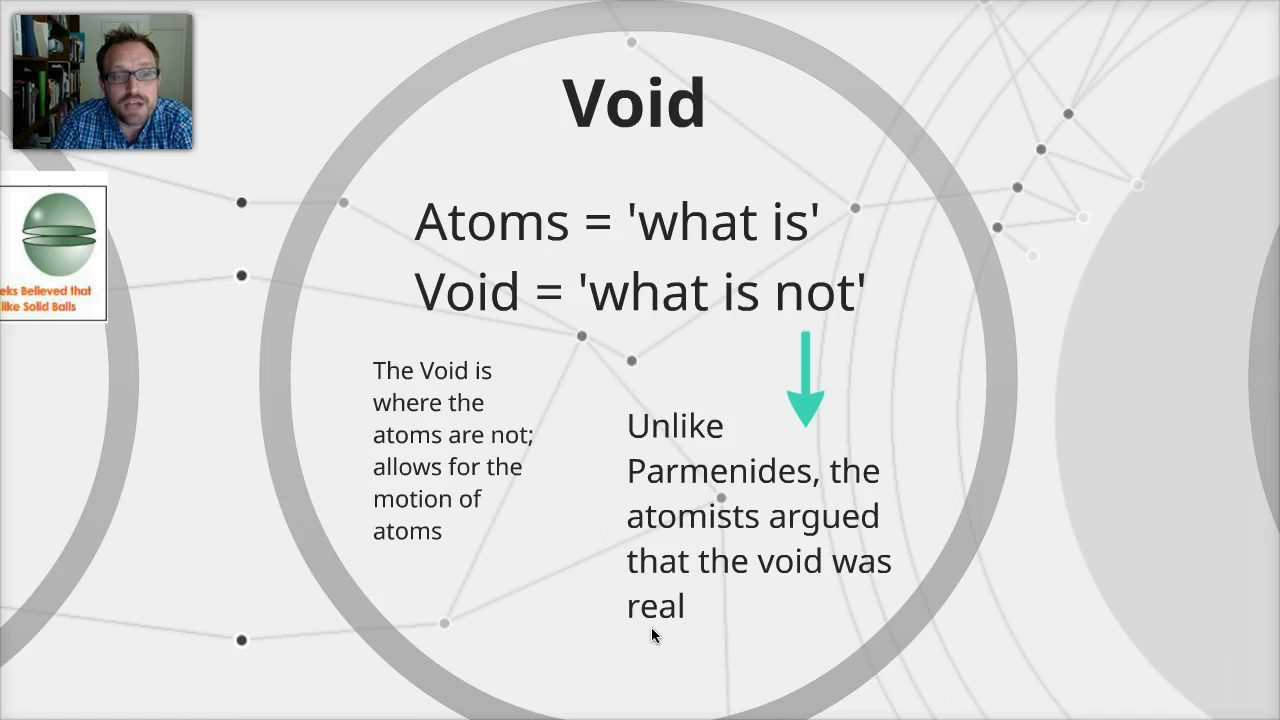 Void
Atoms = 'what is'
Void = 'what is not'
The Void is
where the
atoms are not;
allows for the
motion of
atoms
Unlike
Parmenides, the
atomists argued
that the void was
real
eks Believed that
like Solid Balls